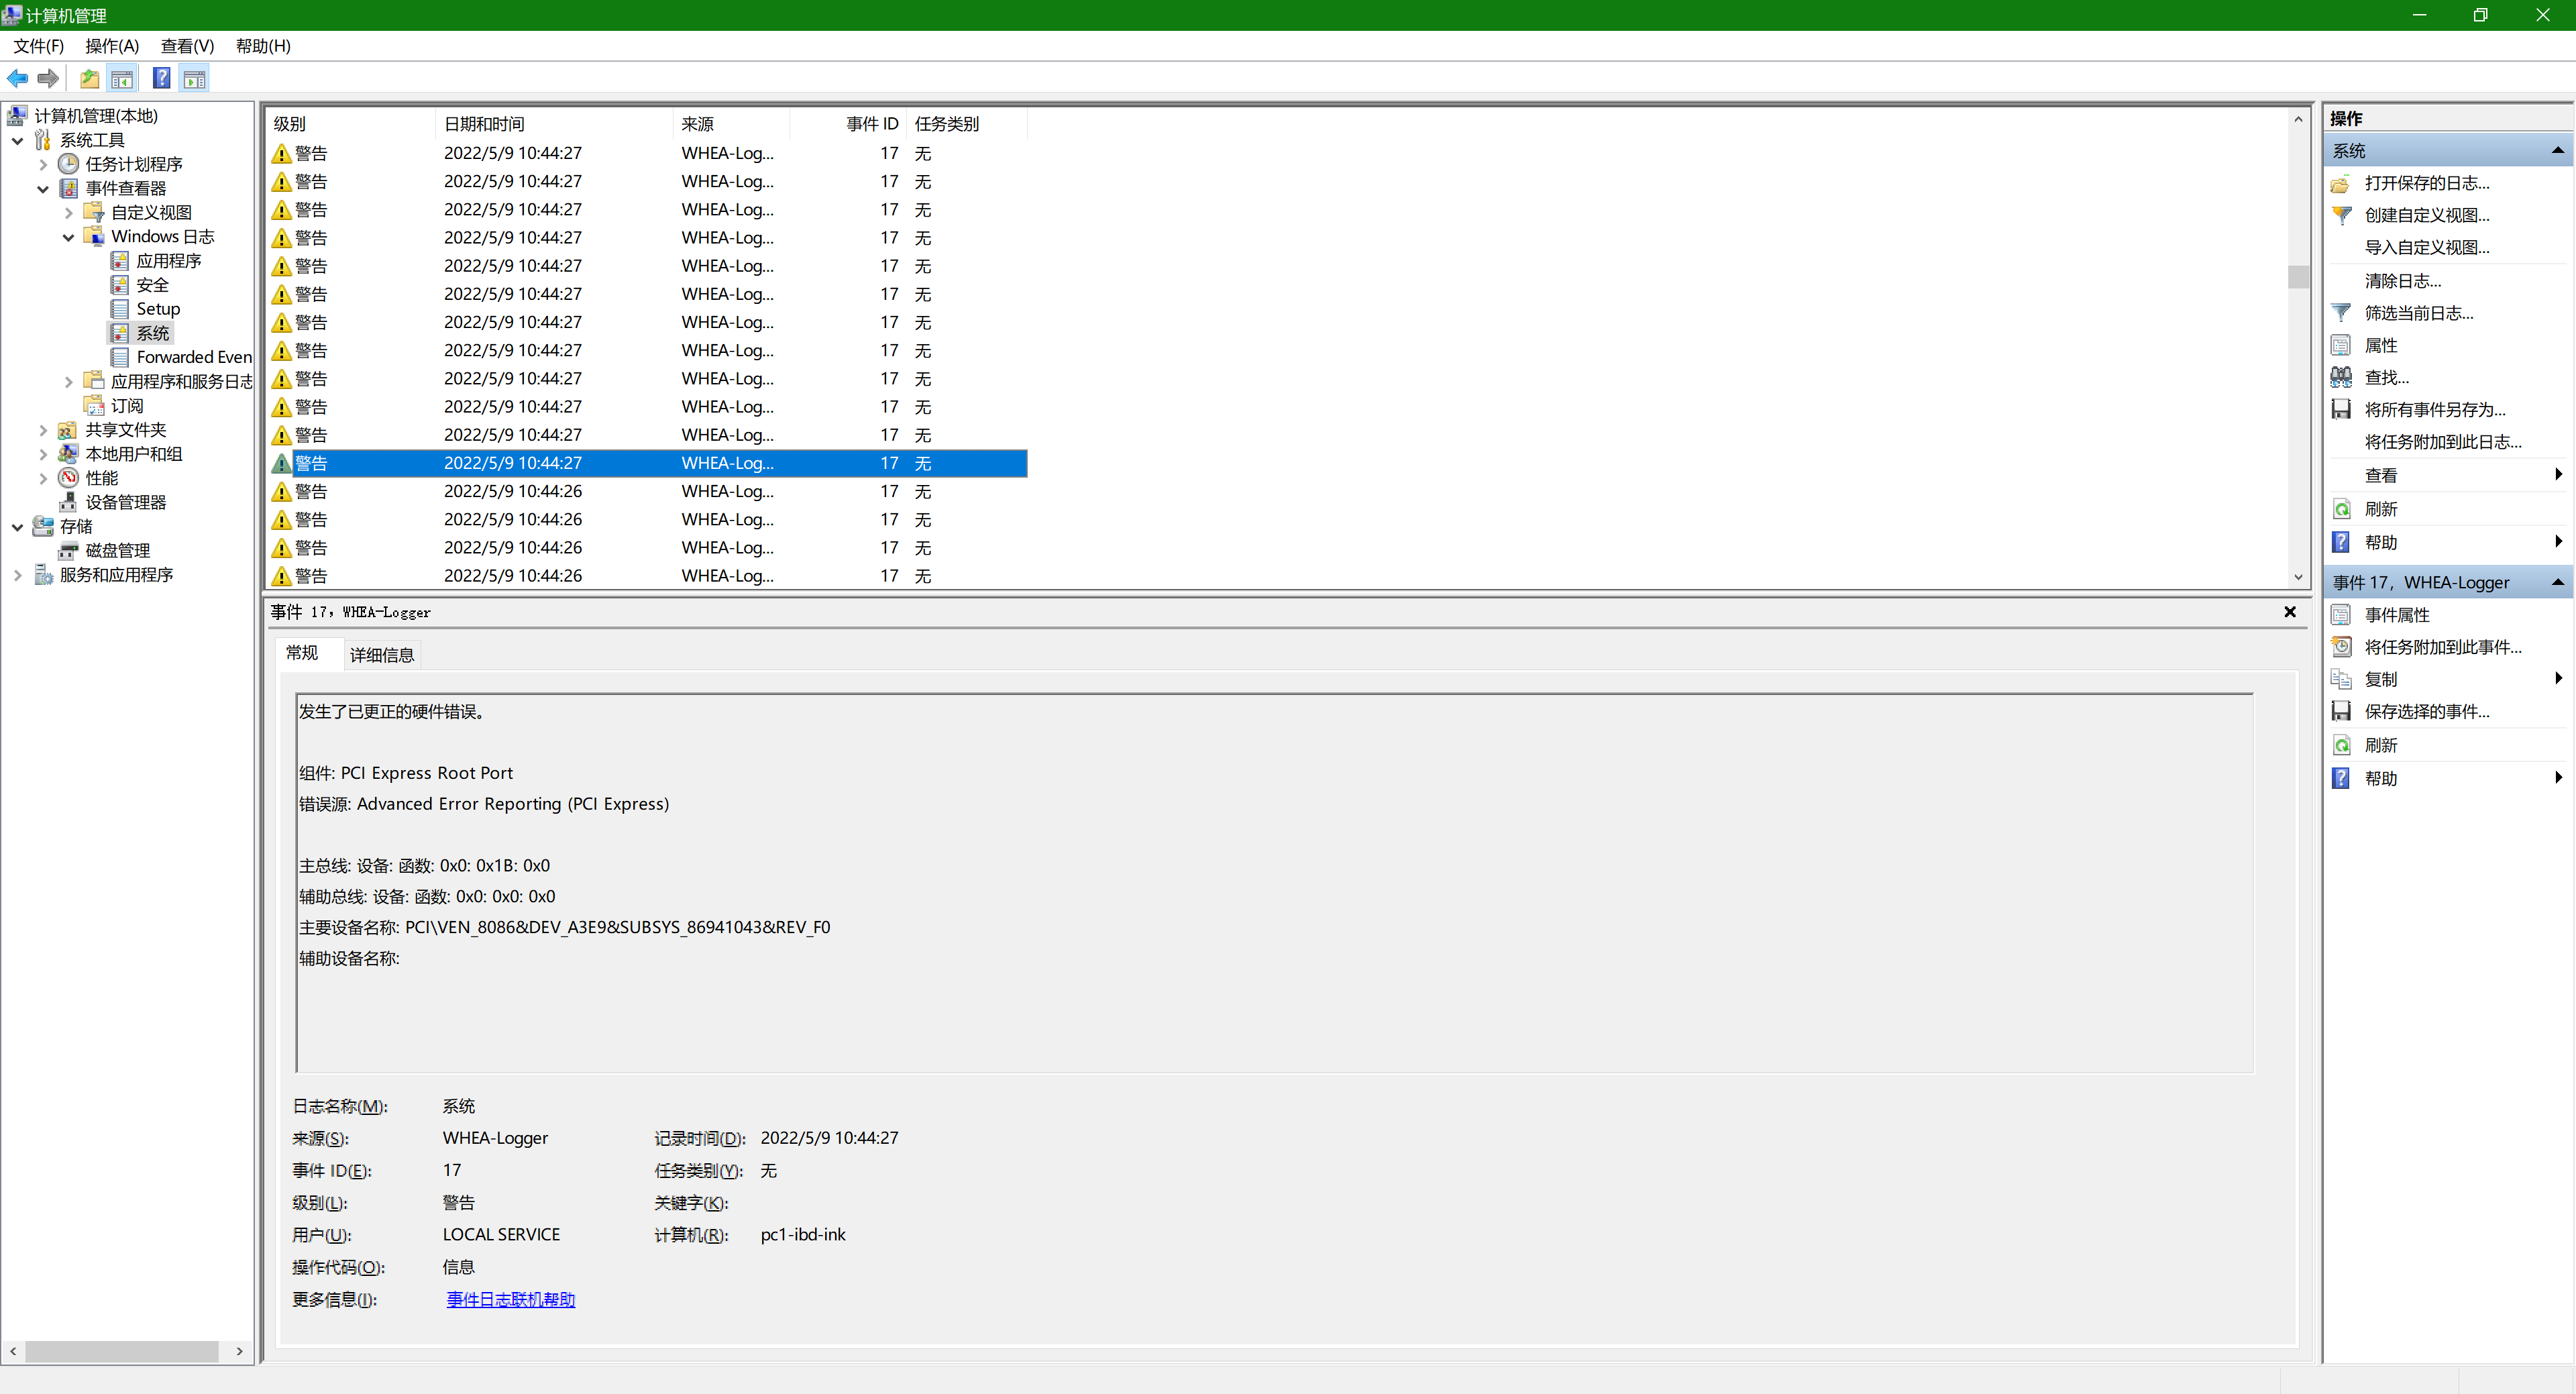 计算机管理
文件(F) 操作(A) 查看(V) 帮助(H)
计算机管理(本地)
系统工具
任务计划程序
事件查看器
自定义视图
Windows 日志
应用程序
安全
Setup
系统
Forwarded Even
应用程序和服务日志
订阅
共享文件夹
本地用户和组
性能
设备管理器
存储
磁盘管理
服务和应用程序
级别 日期和时间 来源 事件 ID 任务类别
警告 2022/5/9 10:44:27 WHEA-Log... 17 无
警告 2022/5/9 10:44:27 WHEA-Log... 17 无
警告 2022/5/9 10:44:27 WHEA-Log... 17 无
警告 2022/5/9 10:44:27 WHEA-Log... 17 无
警告 2022/5/9 10:44:27 WHEA-Log... 17 无
警告 2022/5/9 10:44:27 WHEA-Log... 17 无
警告 2022/5/9 10:44:27 WHEA-Log... 17 无
警告 2022/5/9 10:44:27 WHEA-Log... 17 无
警告 2022/5/9 10:44:27 WHEA-Log... 17 无
警告 2022/5/9 10:44:27 WHEA-Log... 17 无
警告 2022/5/9 10:44:27 WHEA-Log... 17 无
警告 2022/5/9 10:44:27 WHEA-Log... 17 无
警告 2022/5/9 10:44:26 WHEA-Log... 17 无
警告 2022/5/9 10:44:26 WHEA-Log... 17 无
警告 2022/5/9 10:44:26 WHEA-Log... 17 无
警告 2022/5/9 10:44:26 WHEA-Log... 17 无
事件 17，WHEA-Logger
常规 详细信息
发生了已更正的硬件错误。
组件: PCI Express Root Port
错误源: Advanced Error Reporting (PCI Express)
主总线: 设备: 函数: 0x0: 0x1B: 0x0
辅助总线: 设备: 函数: 0x0: 0x0: 0x0
主要设备名称: PCI\VEN_8086&DEV_A3E9&SUBSYS_86941043&REV_F0
辅助设备名称:
日志名称(M): 系统
来源(S): WHEA-Logger 记录时间(D): 2022/5/9 10:44:27
事件 ID(E): 17 任务类别(Y): 无
级别(L): 警告 关键字(K):
用户(U): LOCAL SERVICE 计算机(R): pc1-ibd-ink
操作代码(O): 信息
更多信息(I): 事件日志联机帮助
操作
系统
打开保存的日志...
创建自定义视图...
导入自定义视图...
清除日志...
筛选当前日志...
属性
查找...
将所有事件另存为...
将任务附加到此日志...
查看
刷新
帮助
事件 17，WHEA-Logger
事件属性
将任务附加到此事件...
复制
保存选择的事件...
刷新
帮助